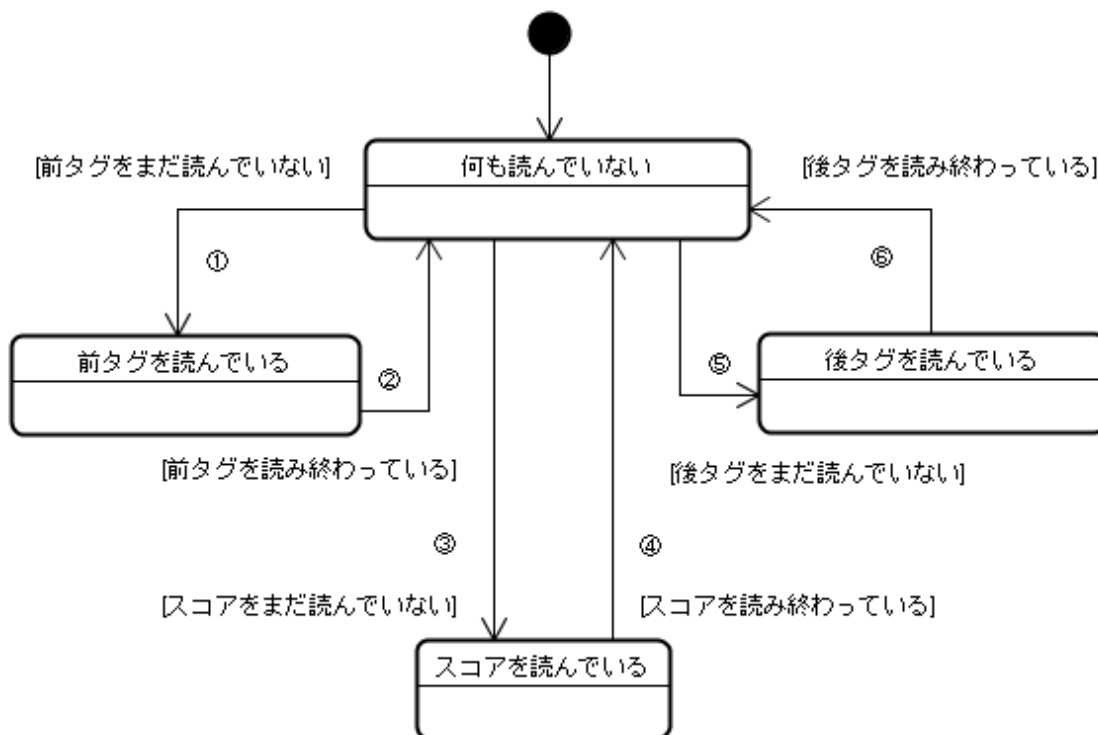 何も読んでいない
[前タグをまだ読んでいない]
[後タグを読み終わっている]
①
⑥
前タグを読んでいる
後タグを読んでいる
②
⑤
[前タグを読み終わっている]
[後タグをまだ読んでいない]
③
④
[スコアをまだ読んでいない]
[スコアを読み終わっている]
スコアを読んでいる